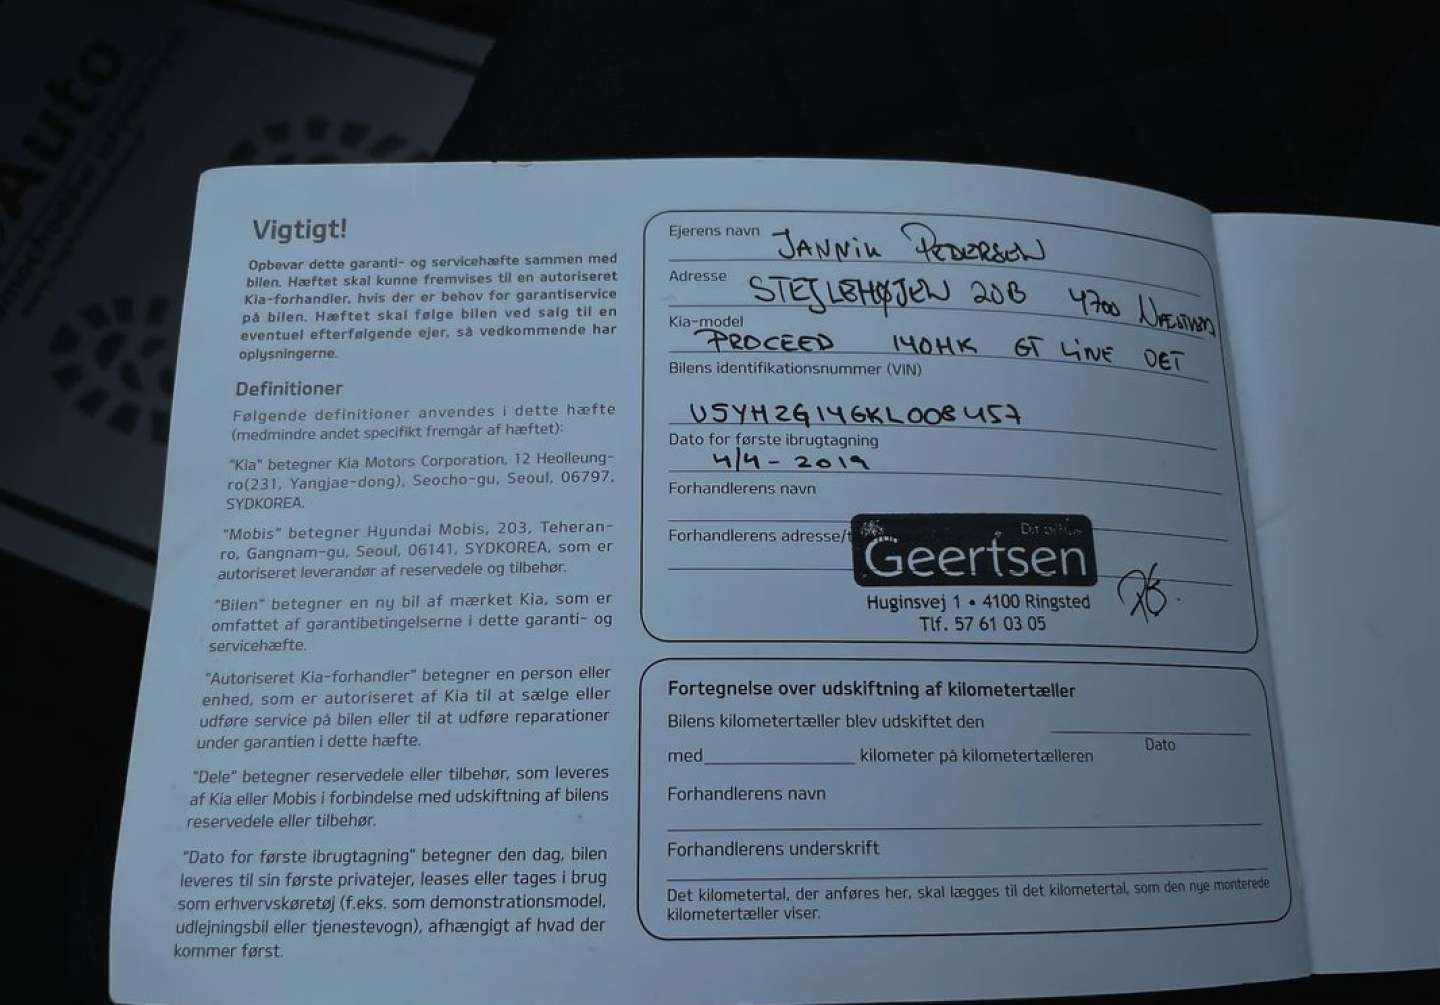 Auto
Vigtigt!
Opbevar dette garanti- og servicehæfte sammen med
bilen. Hæftet skal kunne fremvises til en autoriseret
Kia-forhandler, hvis der er behov for garantiservice
på bilen. Hæftet skal følge bilen ved salg til en
eventuel efterfølgende ejer, så vedkommende har
oplysningerne.
Definitioner
Følgende definitioner anvendes i dette hæfte
(medmindre andet specifikt fremgår af hæftet):
"Kia" betegner Kia Motors Corporation, 12 Heolleung-
ro(231, Yangjae-dong), Seocho-gu, Seoul, 06797,
SYDKOREA.
"Mobis" betegner Hyundai Mobis, 203, Teheran-
ro, Gangnam-gu, Seoul, 06141, SYDKOREA, som er
autoriseret leverandør af reservedele og tilbehør.
"Bilen" betegner en ny bil af mærket Kia, som er
omfattet af garantibetingelserne i dette garanti- og
servicehæfte.
"Autoriseret Kia-forhandler" betegner en person eller
enhed, som er autoriseret af Kia til at sælge eller
udføre service på bilen eller til at udføre reparationer
under garantien i dette hæfte.
"Dele" betegner reservedele eller tilbehør, som leveres
af Kia eller Mobis i forbindelse med udskiftning af bilens
reservedele eller tilbehør.
"Dato for første ibrugtagning" betegner den dag, bilen
leveres til sin første privatejer, leases eller tages i brug
som erhvervskøretøj (f.eks. som demonstrationsmodel,
udlejningsbil eller tjenestevogn), afhængigt af hvad der
kommer først.
Ejerens navn JANNIK PEDERSEN
Adresse STEJLEHØJEN 20B 4700 NÆSTVED
Kia-model
PROCEED 140HK GT LINE DCT
Bilens identifikationsnummer (VIN)
U5YH2G14GKL008457
Dato for første ibrugtagning
4/4-2019
Forhandlerens navn
Forhandlerens adresse/t
Geertsen
Huginsvej 1 • 4100 Ringsted
Tlf. 57 61 03 05
Fortegnelse over udskiftning af kilometertæller
Bilens kilometertæller blev udskiftet den
Dato
med kilometer på kilometertælleren
Forhandlerens navn
Forhandlerens underskrift
Det kilometertal, der anføres her, skal lægges til det kilometertal, som den nye monterede
kilometertæller viser.